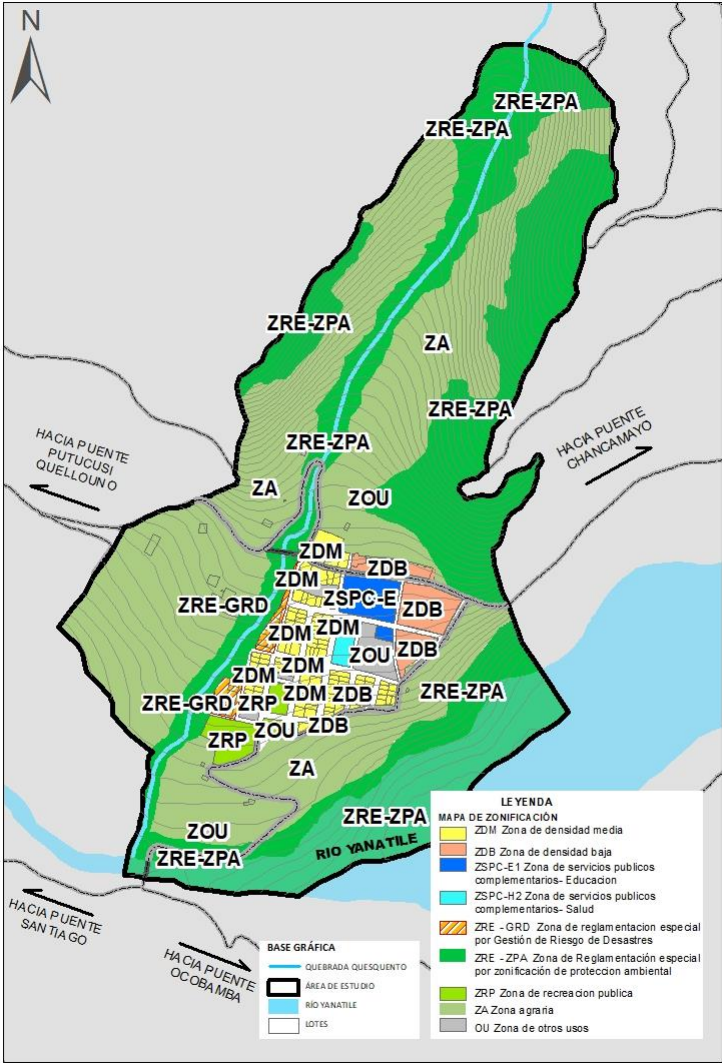 N
ZRE-ZPA
ZRE-ZPA
ZRE-ZPA
ZA
ZRE-ZPA
HACIA PUENTE
CHANCAMAYO
HACIA PUENTE
PUTUCUSI
QUELLOUNO
ZRE-ZPA
ZA
ZOU
ZDM
ZDB
ZDM
ZSPC-E
ZRE-GRD
ZDB
ZDM
ZDM
ZOU
ZDB
ZDM
ZDM
ZRE-GRD
ZRP
ZDM
ZDB
ZRE-ZPA
ZRP
ZOU
ZDB
ZA
ZOU
ZRE-ZPA
ZRE-ZPA
RIO YANATILE
HACIA PUENTE
SANTIAGO
HACIA PUENTE
OCOBAMBA
BASE GRÁFICA
QUEBRADA QUESQUENTO
ÁREA DE ESTUDIO
RÍO YANATILE
LOTES
LEYENDA
MAPA DE ZONIFICACIÓN
ZDM Zona de densidad media
ZDB Zona de densidad baja
ZSPC-E1 Zona de servicios publicos
complementarios- Educacion
ZSPC-H2 Zona de servicios publicos
complementarios- Salud
ZRE - GRD Zona de reglamentacion especial
por Gestión de Riesgo de Desastres
ZRE - ZPA Zona de Reglamentación especial
por zonificación de proteccion ambiental
ZRP Zona de recreacion publica
ZA Zona agraria
OU Zona de otros usos